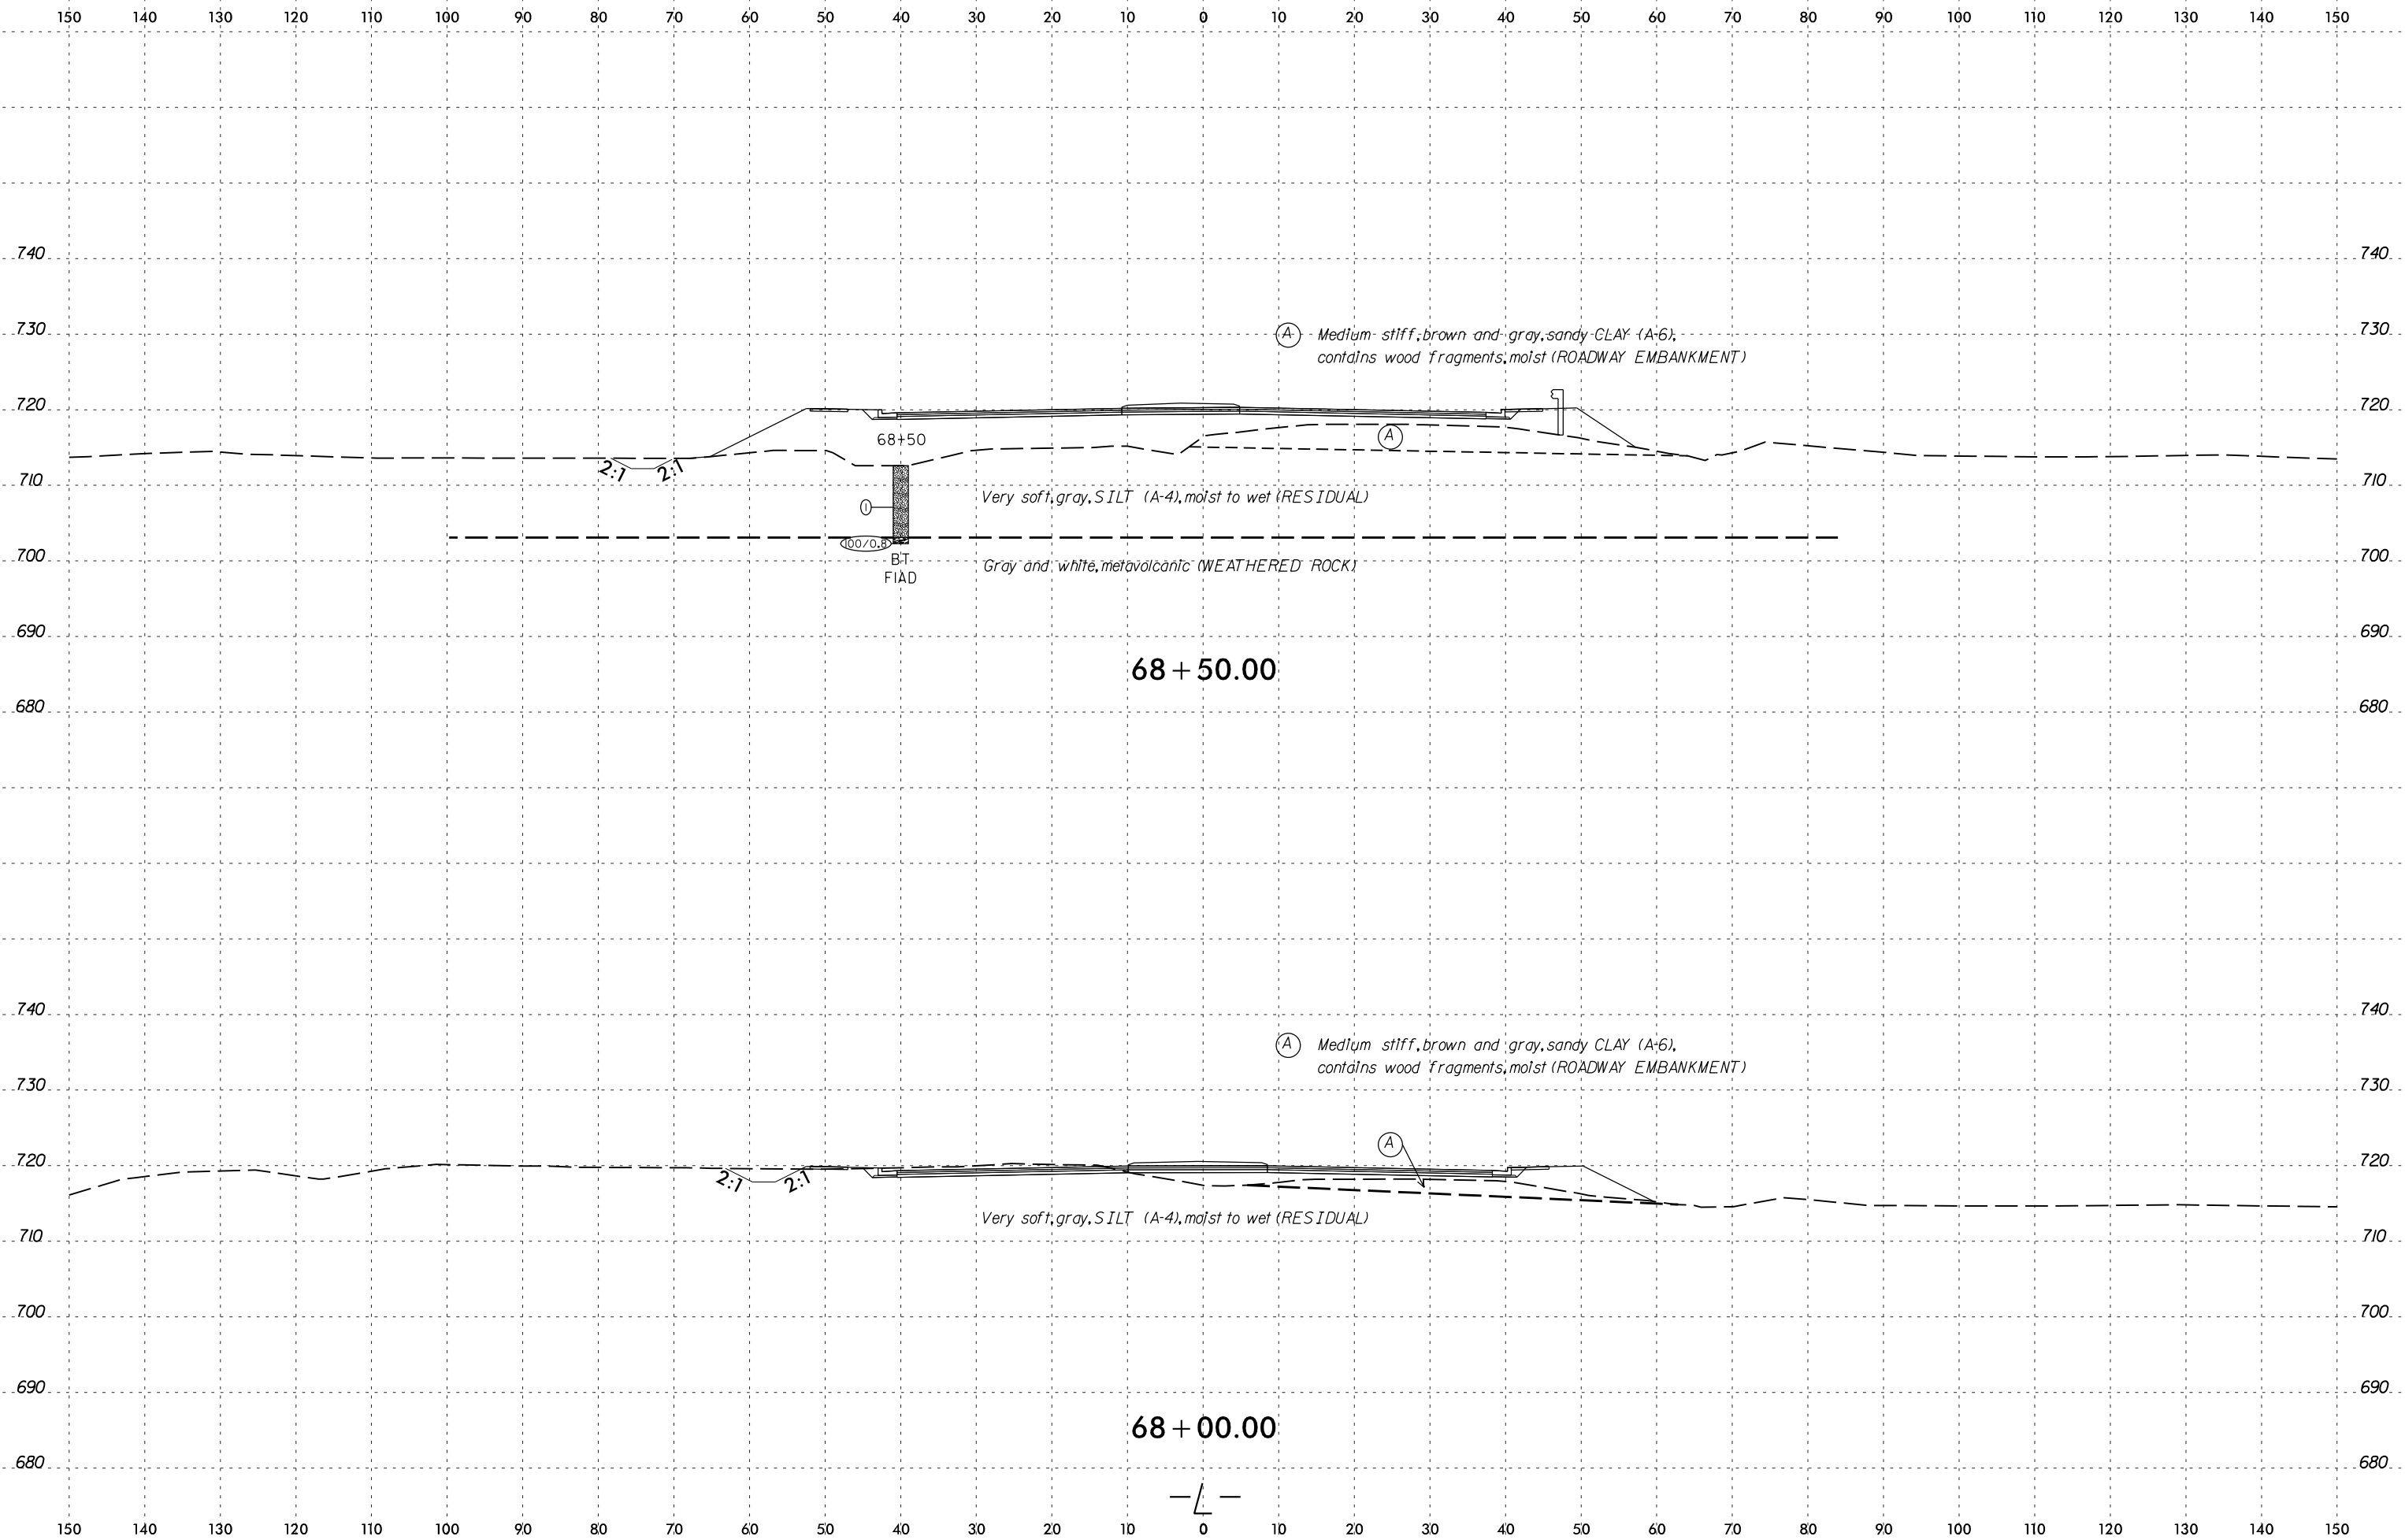 150 140 130 120 110 100 90 80 70 60 50 40 30 20 10 0 10 20 30 40 50 60 70 80 90 100 110 120 130 140 150
740 740
730 730
Ⓐ Medium stiff, brown and gray, sandy CLAY (A-6),
contains wood fragments, moist (ROADWAY EMBANKMENT)
720 720
68+50
A
2:1 2:1
710 710
Very soft, gray, SILT (A-4), moist to wet (RESIDUAL)
1
100/0.8
700 700
BT
FIAD
Gray and white, metavolcanic (WEATHERED ROCK)
690 690
68+50.00
680 680
740 740
Ⓐ Medium stiff, brown and gray, sandy CLAY (A-6),
contains wood fragments, moist (ROADWAY EMBANKMENT)
730 730
A
720 720
2:1 2:1
Very soft, gray, SILT (A-4), moist to wet (RESIDUAL)
710 710
700 700
690 690
68+00.00
680 680
-L-
150 140 130 120 110 100 90 80 70 60 50 40 30 20 10 0 10 20 30 40 50 60 70 80 90 100 110 120 130 140 150